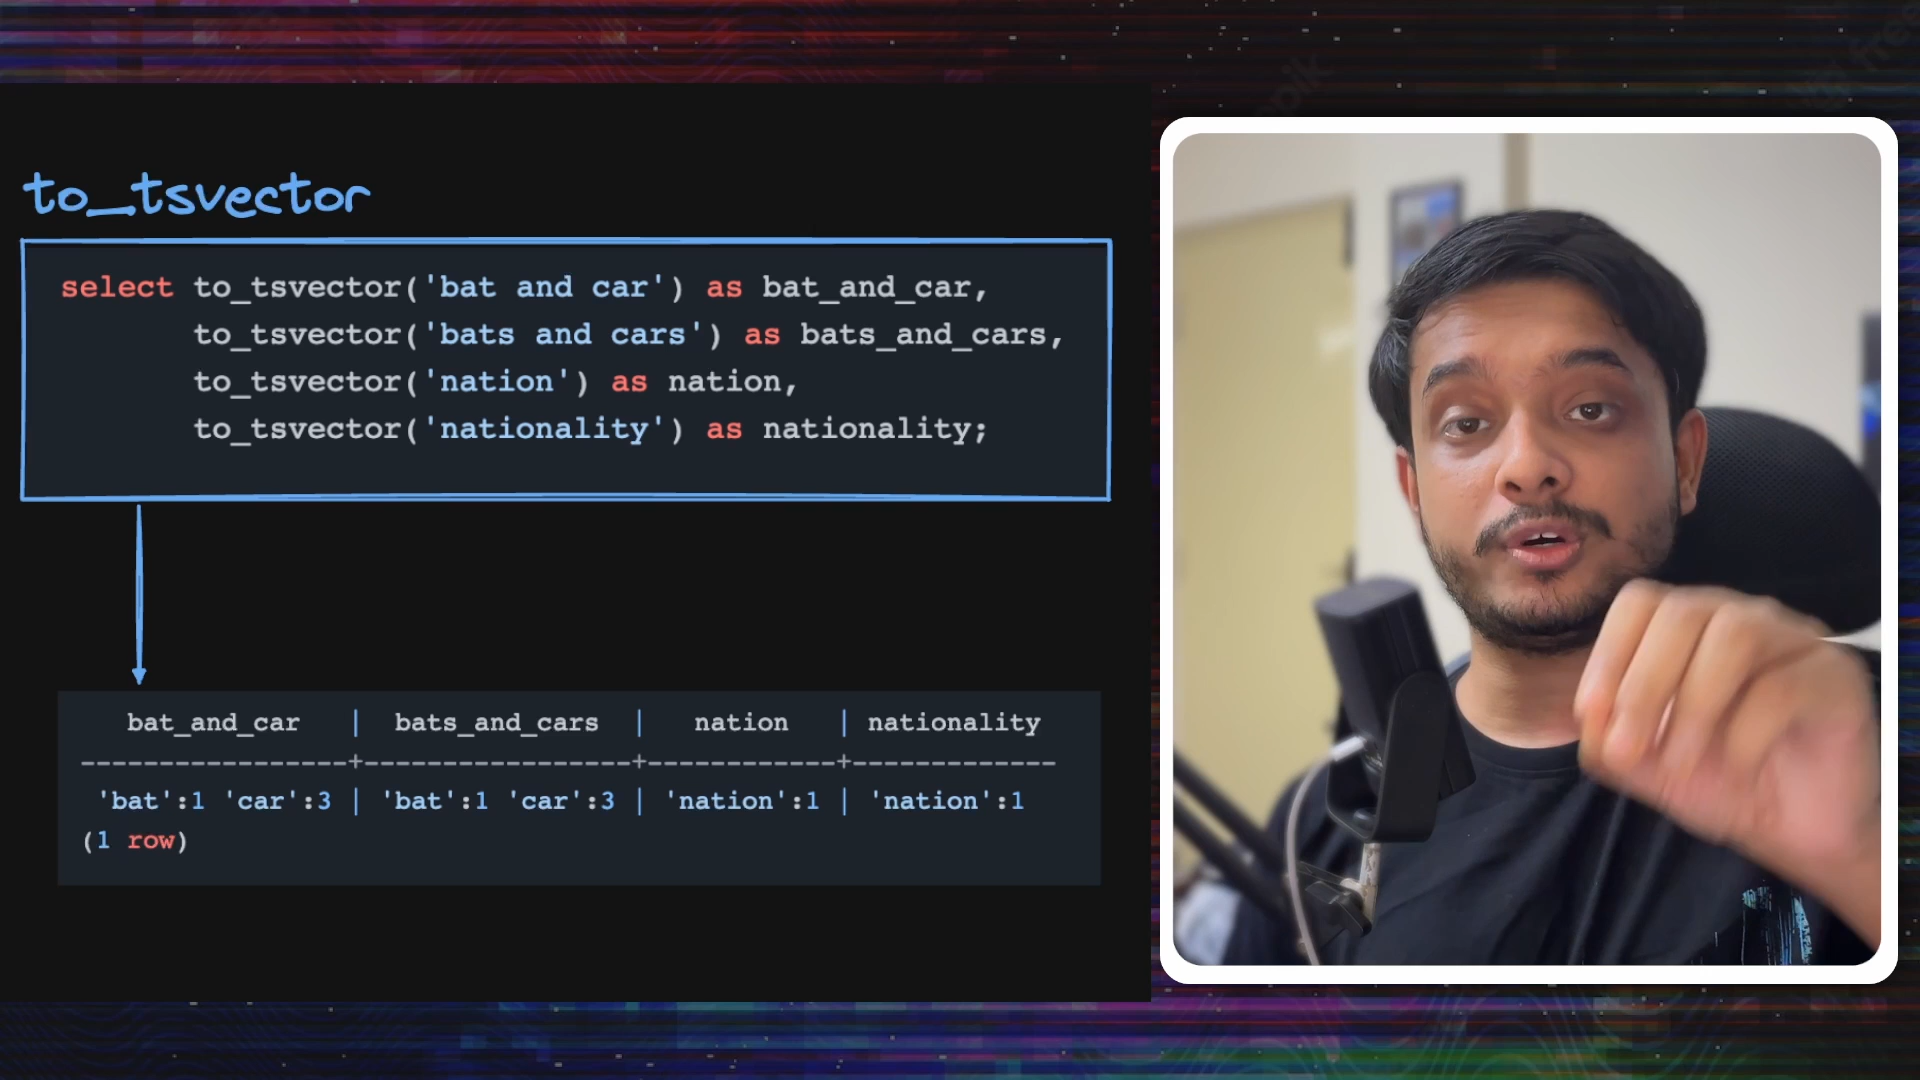 to_tsvector
select to_tsvector('bat and car') as bat_and_car,
to_tsvector('bats and cars') as bats_and_cars,
to_tsvector('nation') as nation,
to_tsvector('nationality') as nationality;
bat_and_car | bats_and_cars | nation | nationality
-----------------+-----------------+------------+-------------
'bat':1 'car':3 | 'bat':1 'car':3 | 'nation':1 | 'nation':1
(1 row)